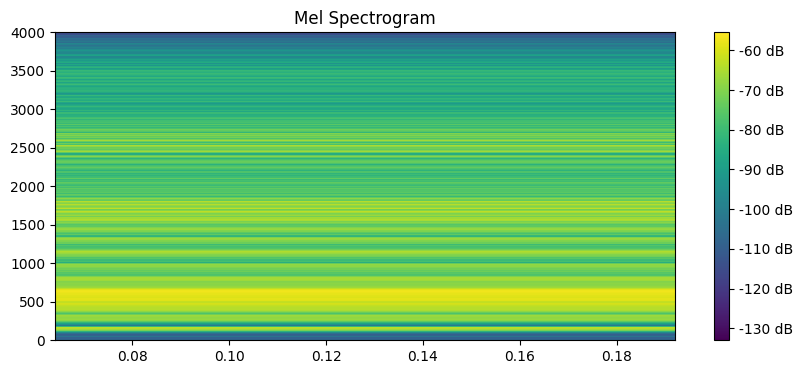 Mel Spectrogram
4000
3500
3000
2500
2000
1500
1000
500
0
0.08 0.10 0.12 0.14 0.16 0.18
-60 dB
-70 dB
-80 dB
-90 dB
-100 dB
-110 dB
-120 dB
-130 dB